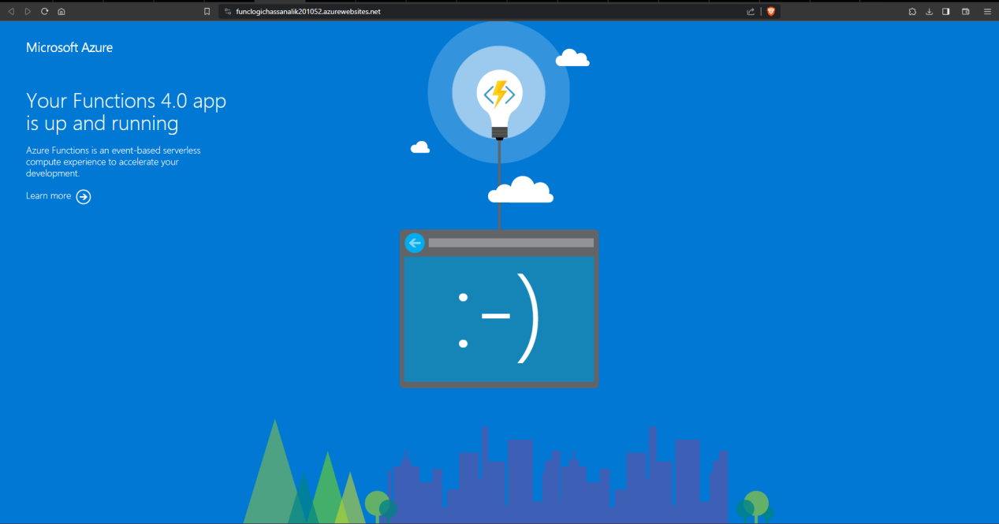 funclogichassanalik201052.azurewebsites.net
Microsoft Azure
Your Functions 4.0 app
is up and running
Azure Functions is an event-based serverless
compute experience to accelerate your
development.
Learn more
:-)